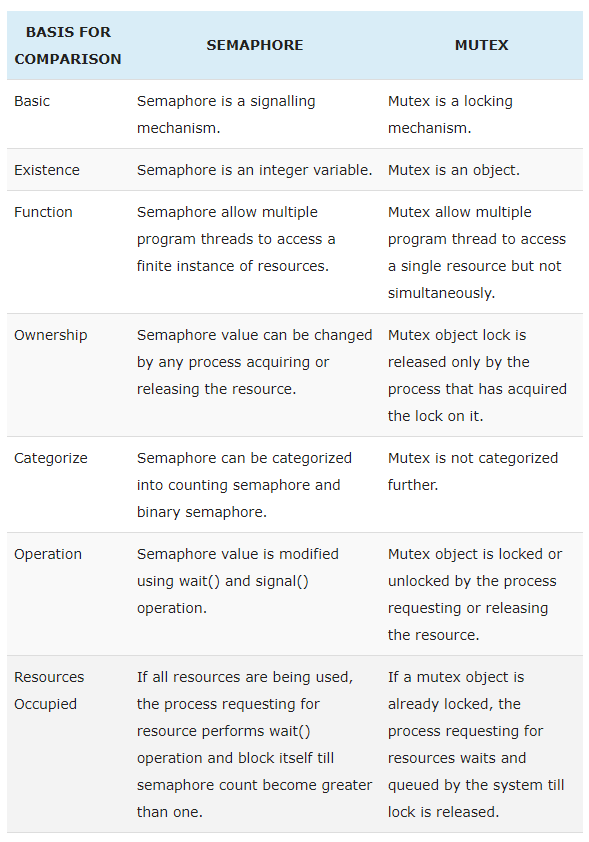 BASIS FOR
COMPARISON
SEMAPHORE
MUTEX
Basic
Semaphore is a signalling
mechanism.
Mutex is a locking
mechanism.
Existence
Semaphore is an integer variable.
Mutex is an object.
Function
Semaphore allow multiple
program threads to access a
finite instance of resources.
Mutex allow multiple
program thread to access
a single resource but not
simultaneously.
Ownership
Semaphore value can be changed
by any process acquiring or
releasing the resource.
Mutex object lock is
released only by the
process that has acquired
the lock on it.
Categorize
Semaphore can be categorized
into counting semaphore and
binary semaphore.
Mutex is not categorized
further.
Operation
Semaphore value is modified
using wait() and signal()
operation.
Mutex object is locked or
unlocked by the process
requesting or releasing
the resource.
Resources
Occupied
If all resources are being used,
the process requesting for
resource performs wait()
operation and block itself till
semaphore count become greater
than one.
If a mutex object is
already locked, the
process requesting for
resources waits and
queued by the system till
lock is released.